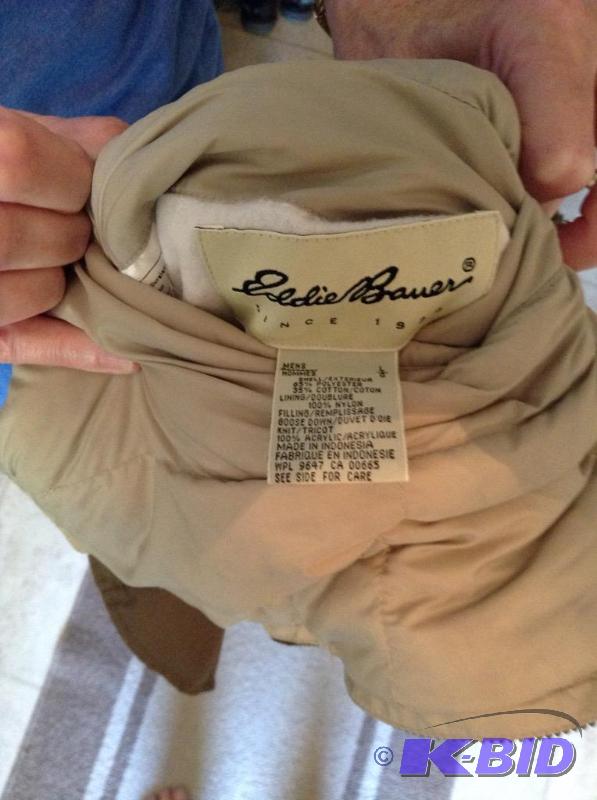 Eddie Bauer®
SINCE 19
MENS
HOMMES
SHELL/EXTERIEUR
65% POLYESTER
35% COTTON/COTON
LINING/DOUBLURE
100% NYLON
FILLING/REMPLISSAGE
GOOSE DOWN/DUVET D'OIE
KNIT/TRICOT
100% ACRYLIC/ACRYLIQUE
MADE IN INDONESIA
FABRIQUE EN INDONESIE
WPL 9647 CA 00665
SEE SIDE FOR CARE
© K-BID